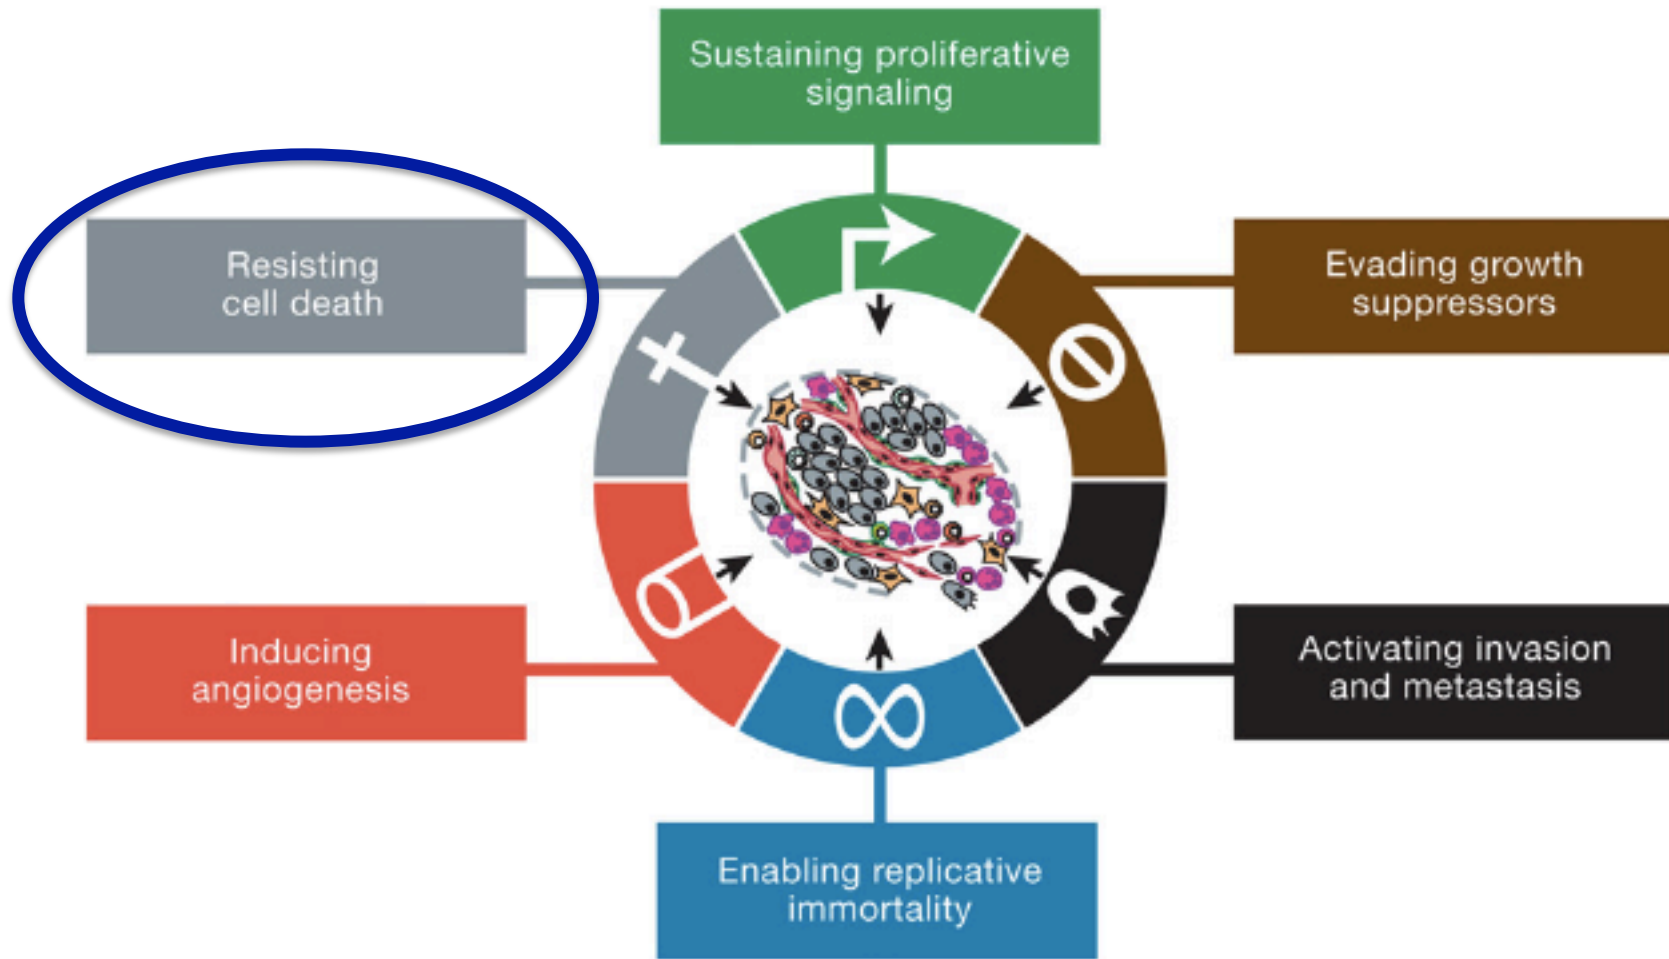 Sustaining proliferative
signaling
Resisting
cell death
Evading growth
suppressors
Inducing
angiogenesis
Activating invasion
and metastasis
Enabling replicative
immortality